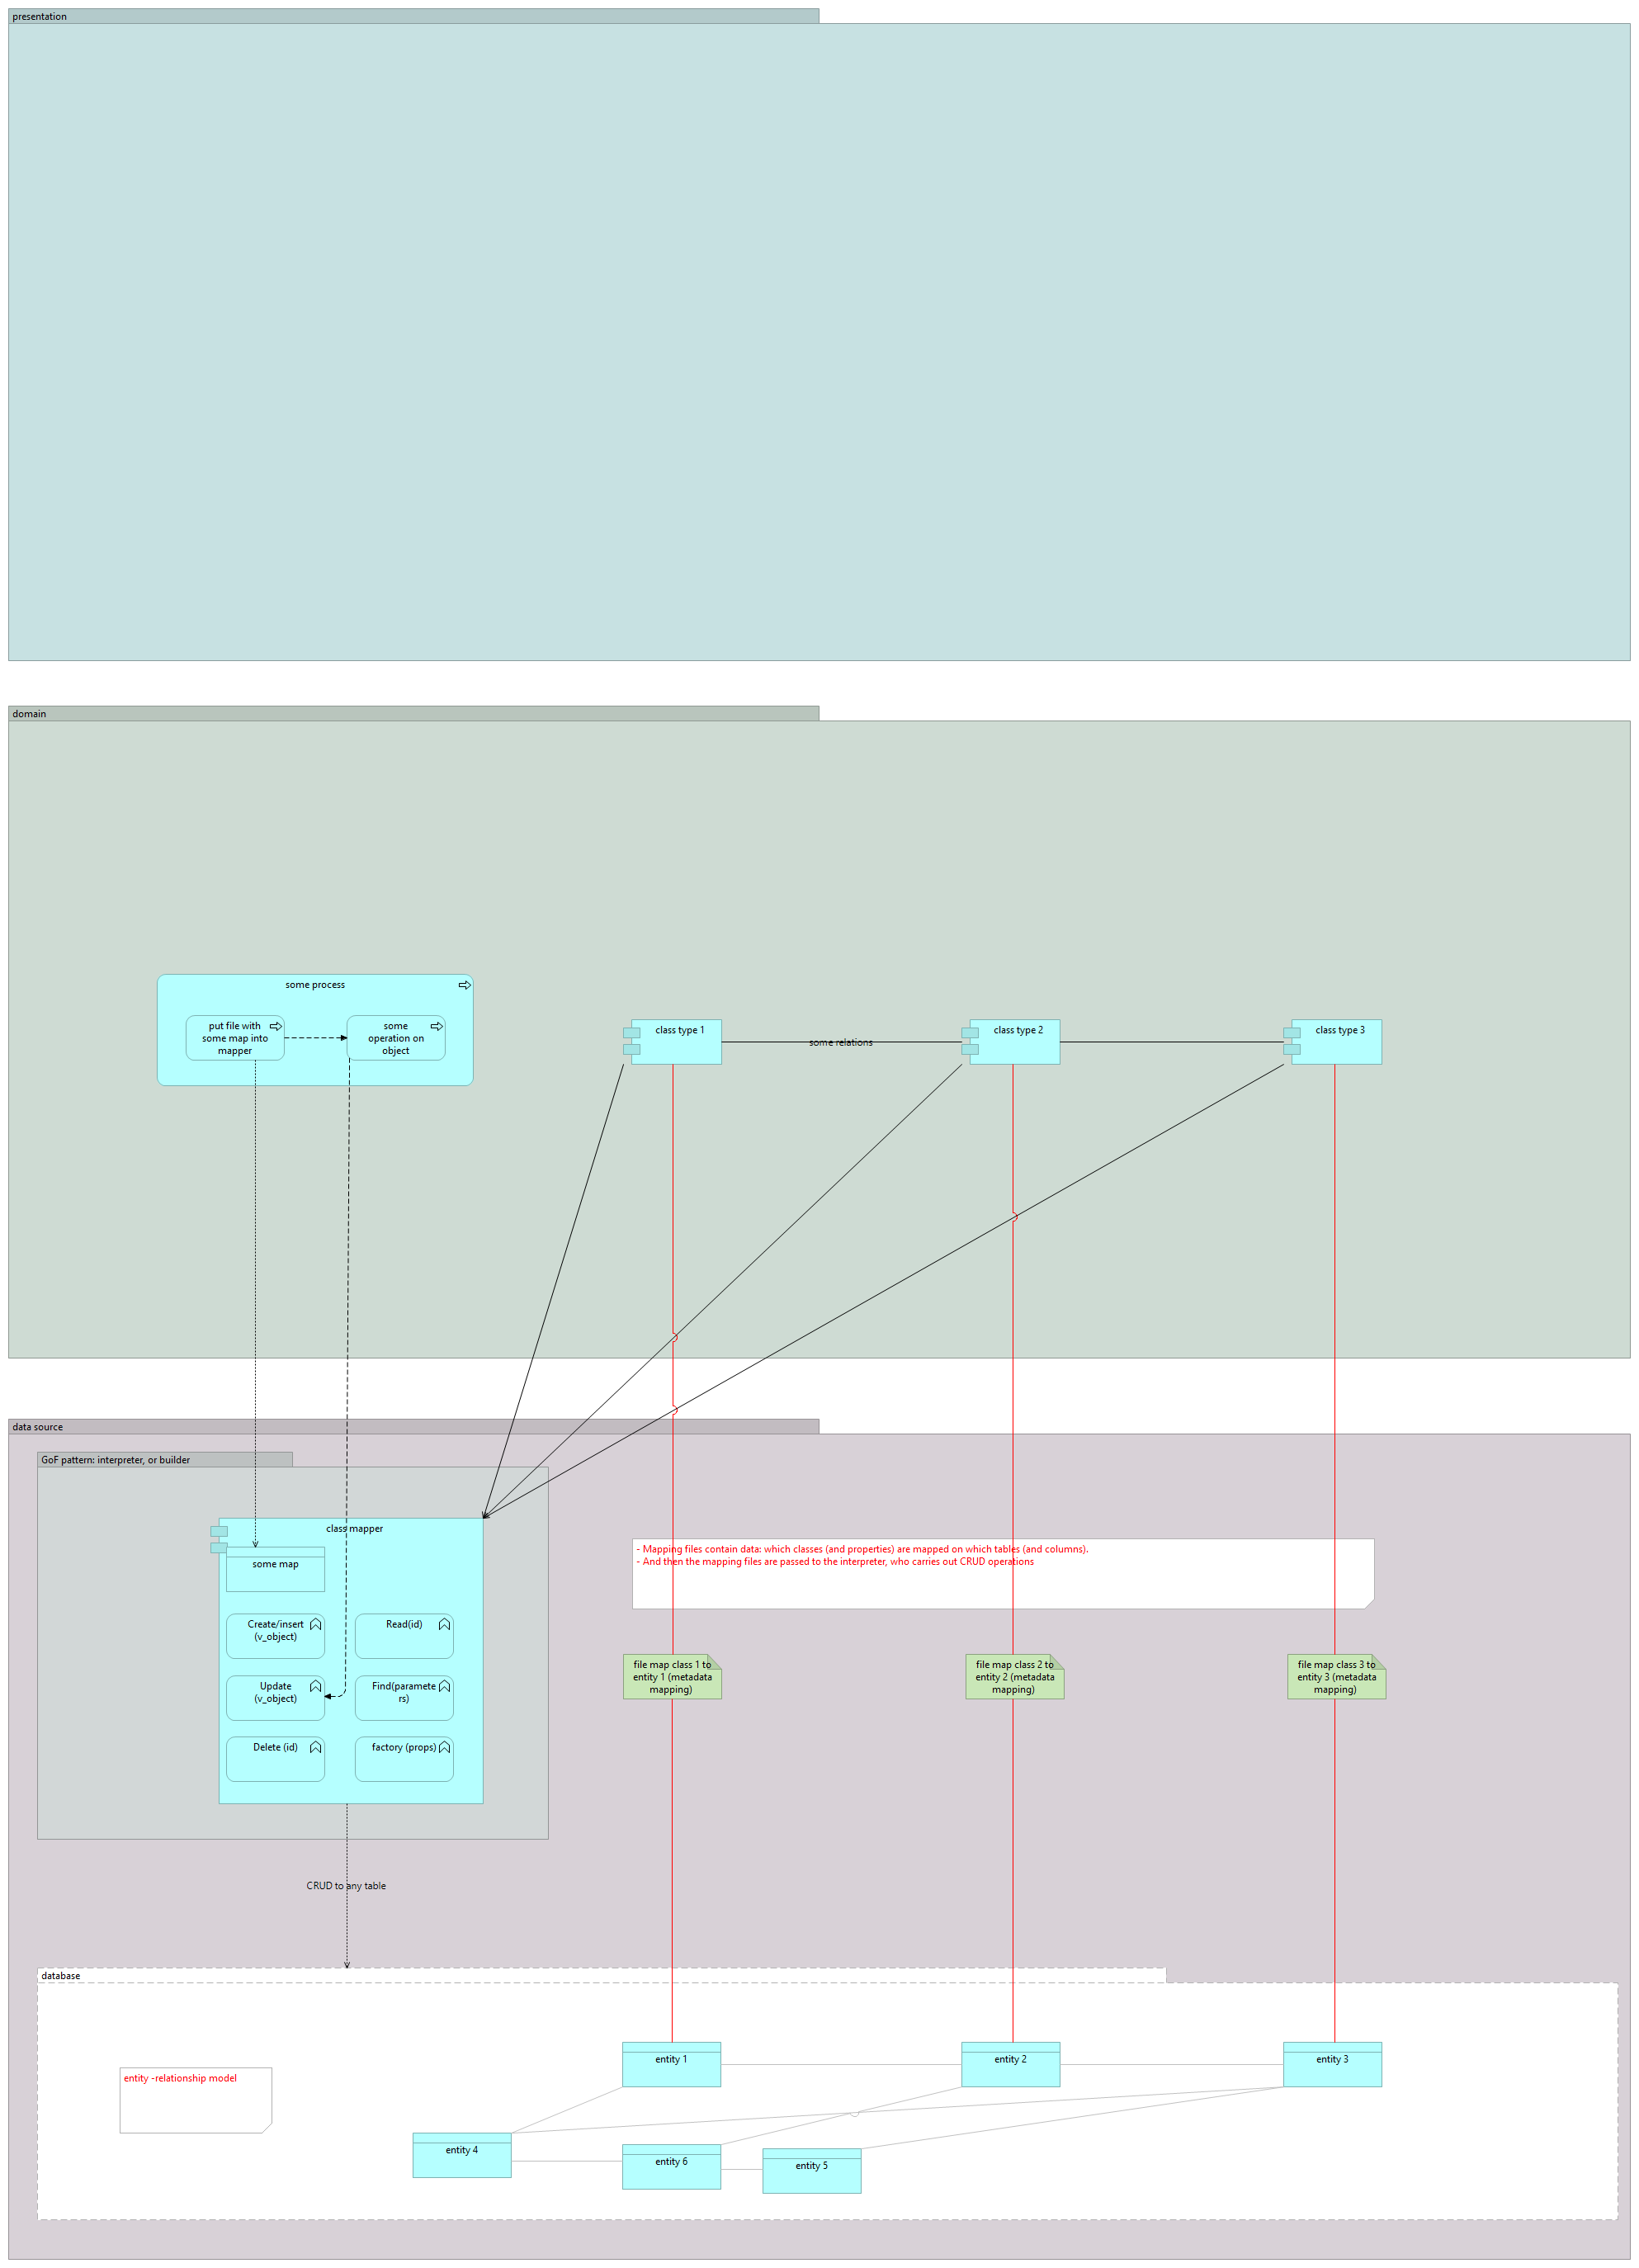 presentation
domain
some process
put file with
some map into
mapper
some
operation on
object
class type 1
some relations
class type 2
class type 3
data source
GoF pattern: interpreter, or builder
class mapper
some map
Create/insert
(v_object)
Read(id)
Update
(v_object)
Find(paramete
rs)
Delete (id)
factory (props)
- Mapping files contain data: which classes (and properties) are mapped on which tables (and columns).
- And then the mapping files are passed to the interpreter, who carries out CRUD operations
file map class 1 to
entity 1 (metadata
mapping)
file map class 2 to
entity 2 (metadata
mapping)
file map class 3 to
entity 3 (metadata
mapping)
CRUD to any table
database
entity -relationship model
entity 1
entity 2
entity 3
entity 4
entity 6
entity 5